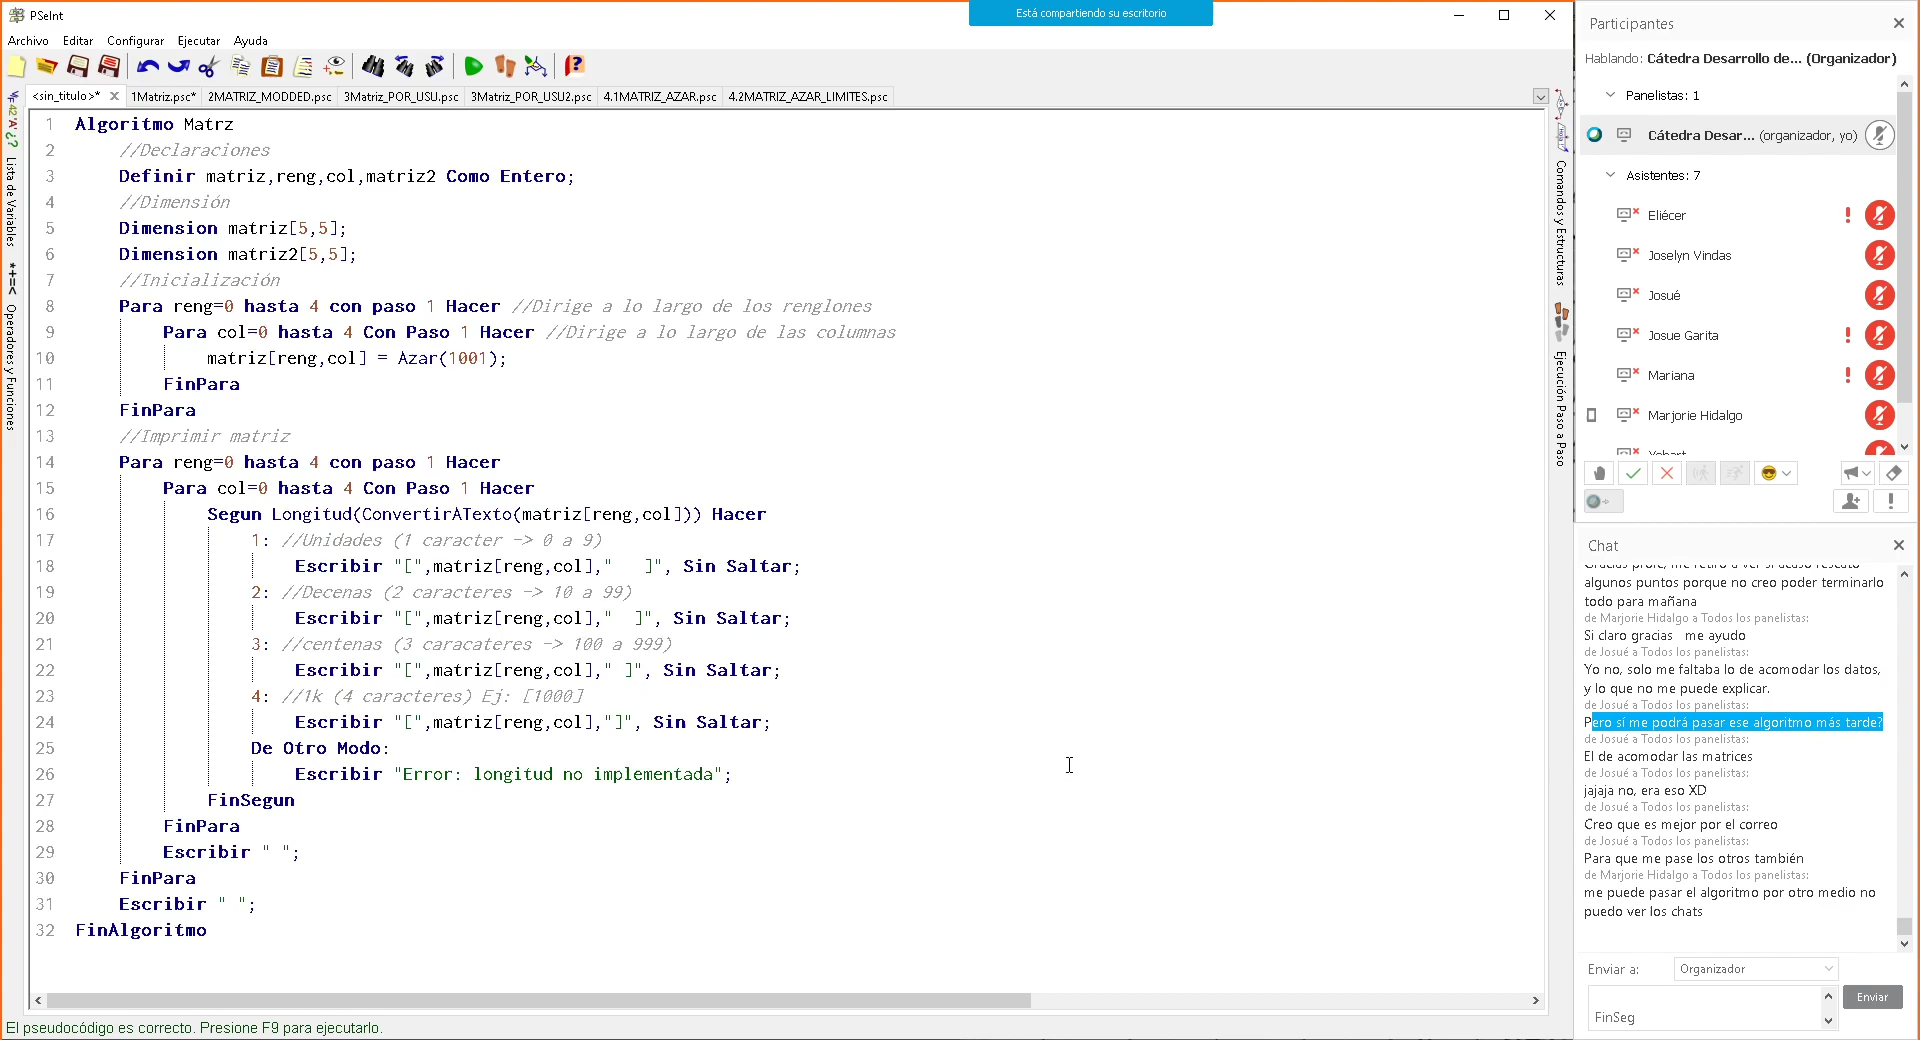 PSeInt
Está compartiendo su escritorio
Archivo Editar Configurar Ejecutar Ayuda
<sin_titulo>* 1Matriz.psc* 2MATRIZ_MODDED.psc 3Matriz_POR_USU.psc 3Matriz_POR_USU2.psc 4.1MATRIZ_AZAR.psc 4.2MATRIZ_AZAR_LIMITES.psc
Lista de Variables
*+=< Operadores y Funciones
1 Algoritmo Matrz
2 //Declaraciones
3 Definir matriz,reng,col,matriz2 Como Entero;
4 //Dimensión
5 Dimension matriz[5,5];
6 Dimension matriz2[5,5];
7 //Inicialización
8 Para reng=0 hasta 4 con paso 1 Hacer //Dirige a lo largo de los renglones
9 Para col=0 hasta 4 Con Paso 1 Hacer //Dirige a lo largo de las columnas
10 matriz[reng,col] = Azar(1001);
11 FinPara
12 FinPara
13 //Imprimir matriz
14 Para reng=0 hasta 4 con paso 1 Hacer
15 Para col=0 hasta 4 Con Paso 1 Hacer
16 Segun Longitud(ConvertirATexto(matriz[reng,col])) Hacer
17 1: //Unidades (1 caracter -> 0 a 9)
18 Escribir "[",matriz[reng,col],"   ]", Sin Saltar;
19 2: //Decenas (2 caracteres -> 10 a 99)
20 Escribir "[",matriz[reng,col],"  ]", Sin Saltar;
21 3: //centenas (3 caracateres -> 100 a 999)
22 Escribir "[",matriz[reng,col]," ]", Sin Saltar;
23 4: //1k (4 caracteres) Ej: [1000]
24 Escribir "[",matriz[reng,col],"]", Sin Saltar;
25 De Otro Modo:
26 Escribir "Error: longitud no implementada";
27 FinSegun
28 FinPara
29 Escribir " ";
30 FinPara
31 Escribir " ";
32 FinAlgoritmo
El pseudocódigo es correcto. Presione F9 para ejecutarlo.
Comandos y Estructuras
Ejecución Paso a Paso
Participantes
Hablando: Cátedra Desarrollo de... (Organizador)
Panelistas: 1
Cátedra Desar... (organizador, yo)
Asistentes: 7
Eliécer
Joselyn Vindas
Josué
Josue Garita
Mariana
Marjorie Hidalgo
Chat
algunos puntos porque no creo poder terminarlo
todo para mañana
de Marjorie Hidalgo a Todos los panelistas:
Si claro gracias me ayudo
de Josué a Todos los panelistas:
Yo no, solo me faltaba lo de acomodar los datos,
y lo que no me puede explicar.
de Josué a Todos los panelistas:
Pero sí me podrá pasar ese algoritmo más tarde?
de Josué a Todos los panelistas:
El de acomodar las matrices
de Josué a Todos los panelistas:
jajaja no, era eso XD
de Josué a Todos los panelistas:
Creo que es mejor por el correo
de Josué a Todos los panelistas:
Para que me pase los otros también
de Marjorie Hidalgo a Todos los panelistas:
me puede pasar el algoritmo por otro medio no
puedo ver los chats
Enviar a: Organizador
FinSeg
Enviar